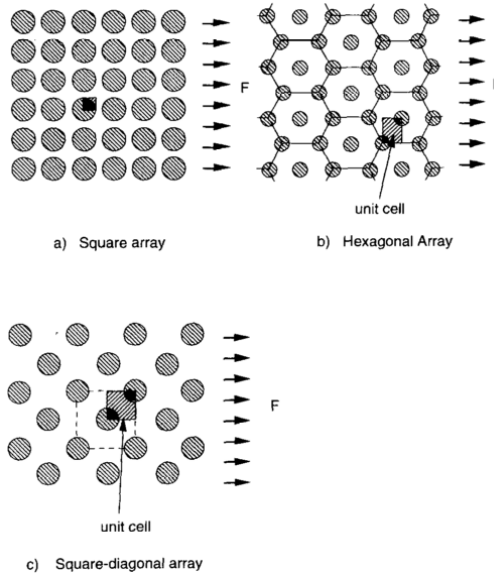 F
F
unit cell
a) Square array
b) Hexagonal Array
F
unit cell
c) Square-diagonal array